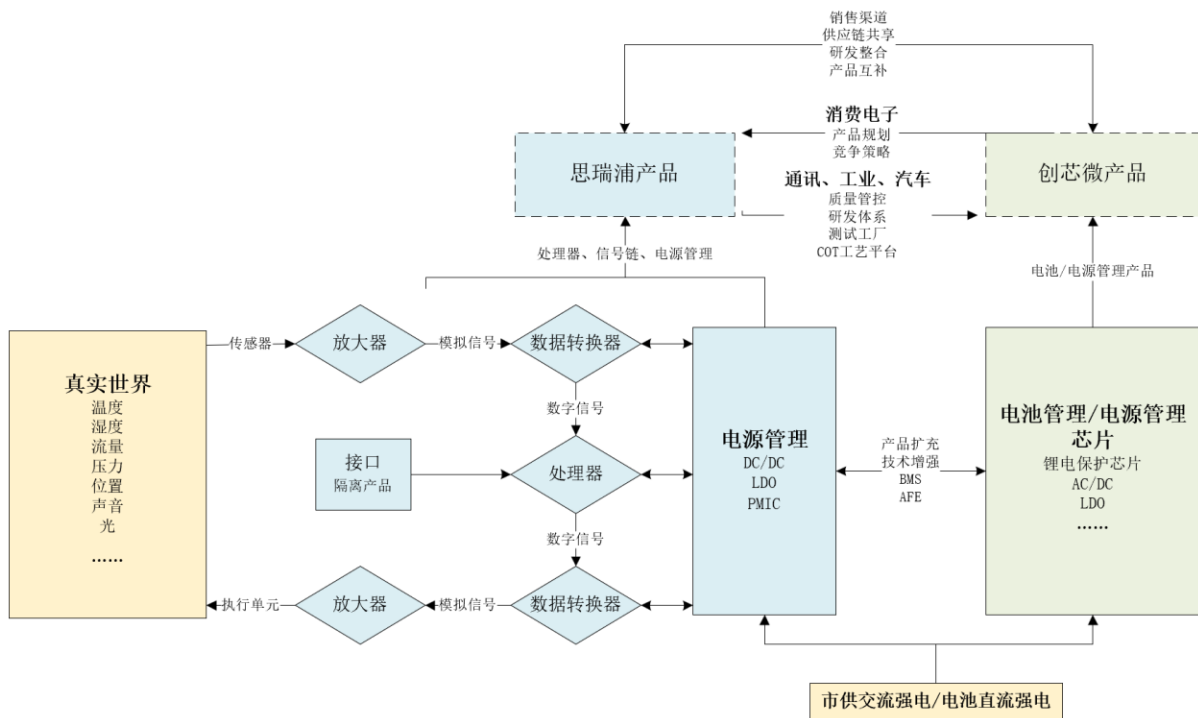 销售渠道
供应链共享
研发整合
产品互补
消费电子
产品规划
竞争策略
思瑞浦产品
创芯微产品
通讯、工业、汽车
质量管控
研发体系
测试工厂
COT工艺平台
处理器、信号链、电源管理
电池/电源管理产品
真实世界
温度
湿度
流量
压力
位置
声音
光
……
传感器
放大器
模拟信号
数据转换器
数字信号
接口
隔离产品
处理器
数字信号
执行单元
放大器
模拟信号
数据转换器
电源管理
DC/DC
LDO
PMIC
产品扩充
技术增强
BMS
AFE
电池管理/电源管理
芯片
锂电保护芯片
AC/DC
LDO
……
市供交流强电/电池直流强电